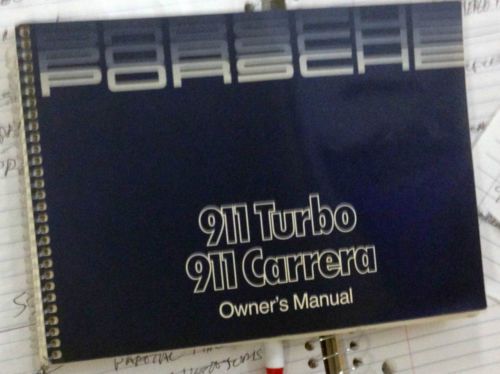 PORSCHE
911 Turbo
911 Carrera
Owner's Manual